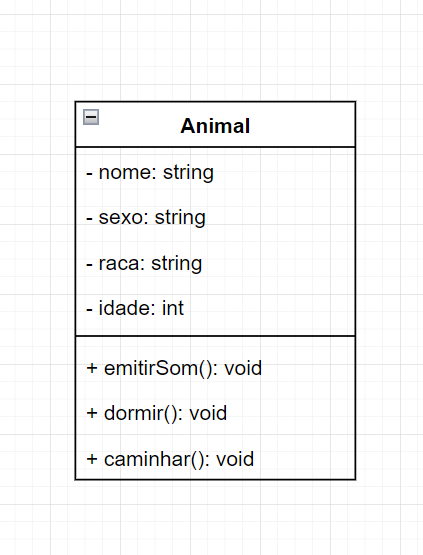 Animal
- nome: string
- sexo: string
- raca: string
- idade: int
+ emitirSom(): void
+ dormir(): void
+ caminhar(): void